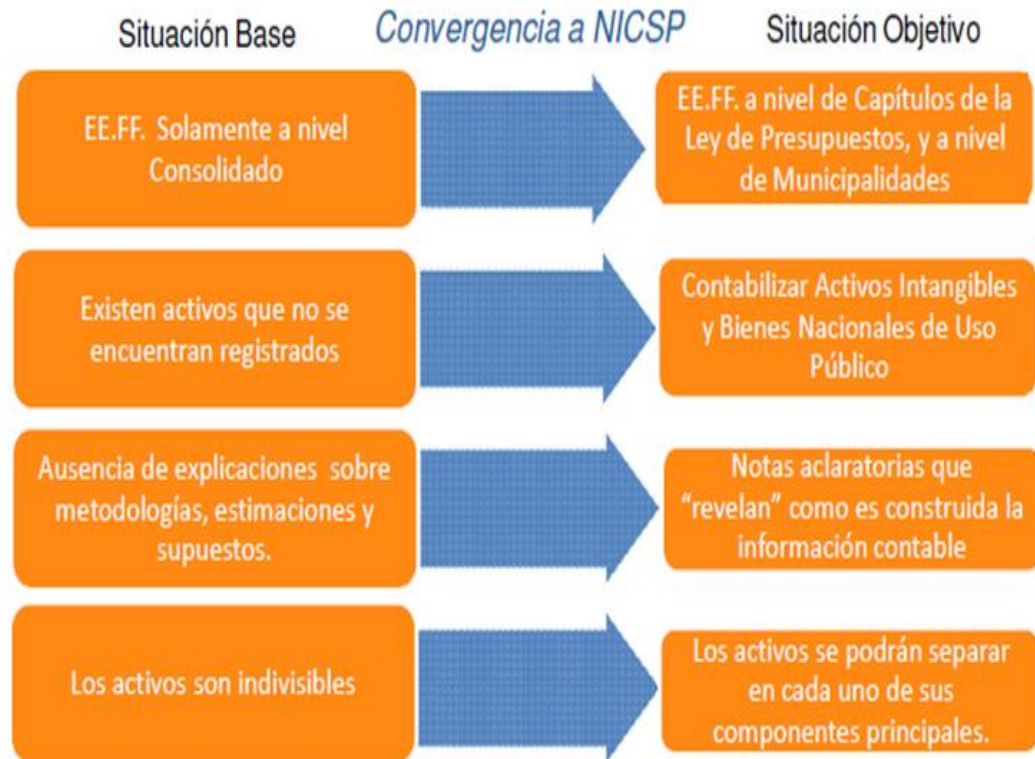 Situación Base
Convergencia a NICSP
Situación Objetivo
EE.FF. Solamente a nivel
Consolidado
EE.FF. a nivel de Capítulos de la
Ley de Presupuestos, y a nivel
de Municipalidades
Existen activos que no se
encuentran registrados
Contabilizar Activos Intangibles
y Bienes Nacionales de Uso
Público
Ausencia de explicaciones sobre
metodologías, estimaciones y
supuestos.
Notas aclaratorias que
“revelan” como es construida la
información contable
Los activos son indivisibles
Los activos se podrán separar
en cada uno de sus
componentes principales.